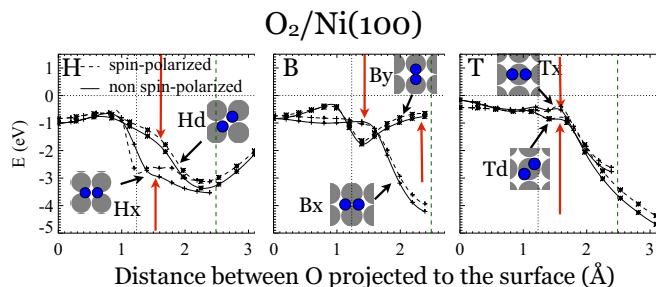 O₂/Ni(100)
H
B
T
spin-polarized
non spin-polarized
By
Tx
Hd
Hx
Bx
Td
E (eV)
1
0
-1
-2
-3
-4
-5
0
1
2
3
0
1
2
0
1
2
3
Distance between O projected to the surface (Å)